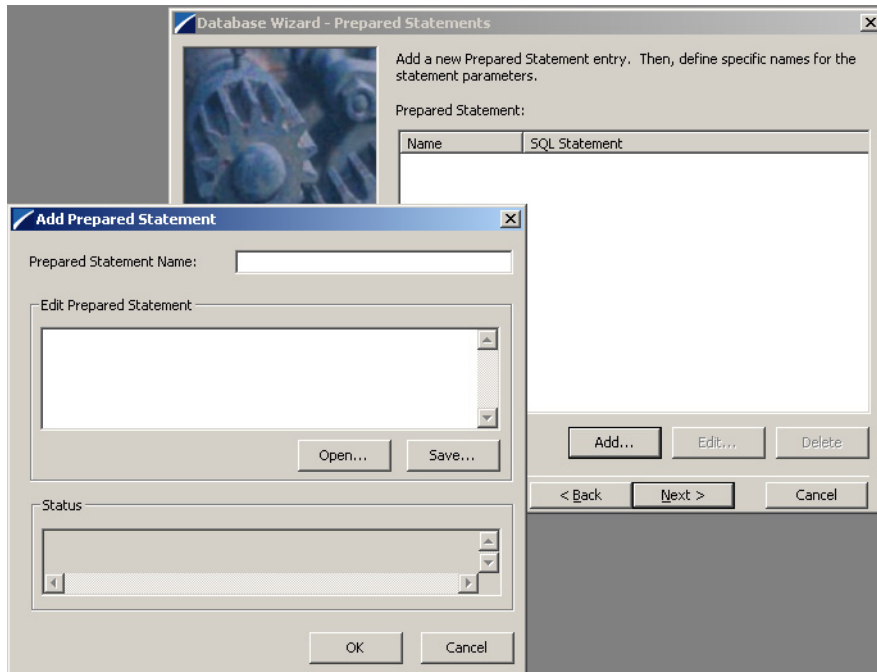 Database Wizard - Prepared Statements
Add a new Prepared Statement entry.  Then, define specific names for the
statement parameters.
Prepared Statement:
Name
SQL Statement
Add...
Edit...
Delete
< Back
Next >
Cancel
Add Prepared Statement
Prepared Statement Name:
Edit Prepared Statement
Open...
Save...
Status
OK
Cancel